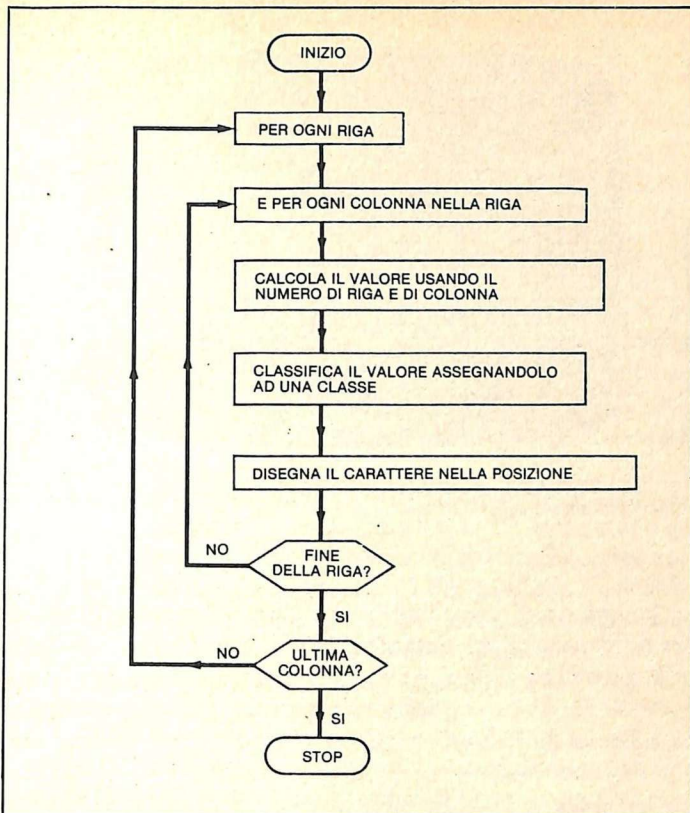 INIZIO
PER OGNI RIGA
E PER OGNI COLONNA NELLA RIGA
CALCOLA IL VALORE USANDO IL
NUMERO DI RIGA E DI COLONNA
CLASSIFICA IL VALORE ASSEGNANDOLO
AD UNA CLASSE
DISEGNA IL CARATTERE NELLA POSIZIONE
NO
FINE
DELLA RIGA?
SI
NO
ULTIMA
COLONNA?
SI
STOP